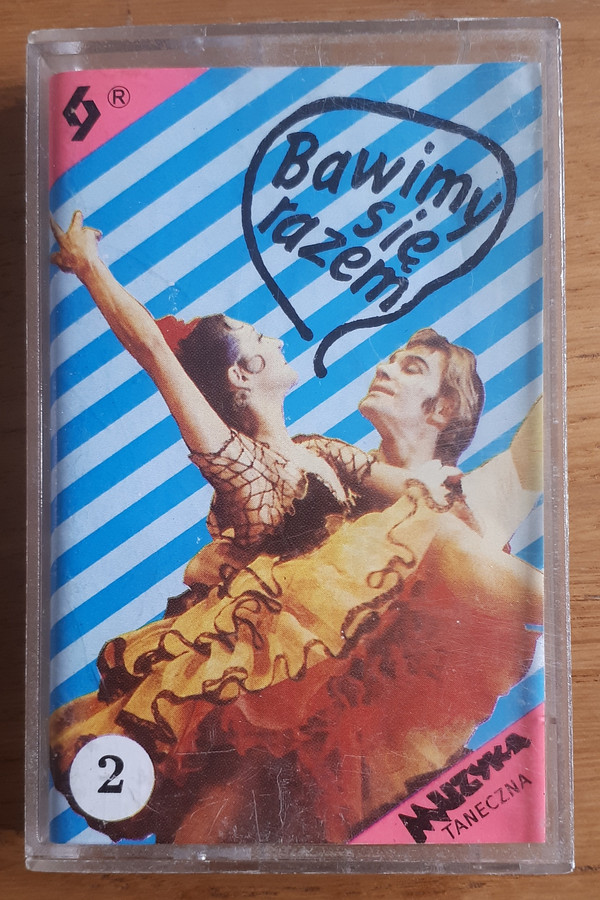 ®
Bawimy
się
razem
2
MUZYKA
TANECZNA